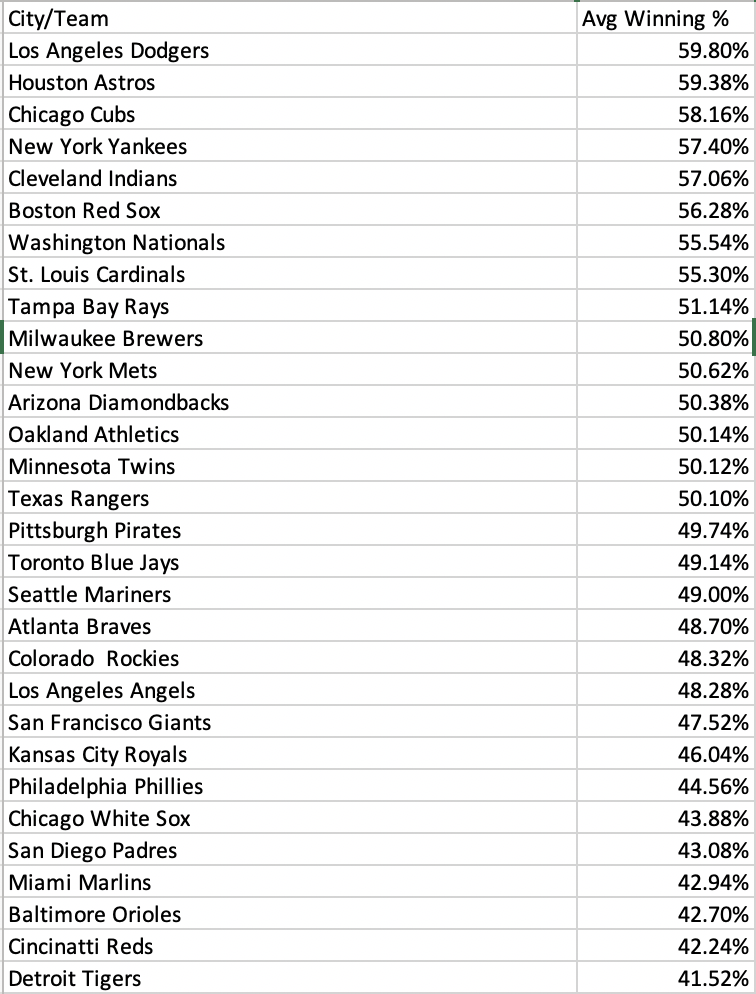 City/Team Avg Winning %
Los Angeles Dodgers 59.80%
Houston Astros 59.38%
Chicago Cubs 58.16%
New York Yankees 57.40%
Cleveland Indians 57.06%
Boston Red Sox 56.28%
Washington Nationals 55.54%
St. Louis Cardinals 55.30%
Tampa Bay Rays 51.14%
Milwaukee Brewers 50.80%
New York Mets 50.62%
Arizona Diamondbacks 50.38%
Oakland Athletics 50.14%
Minnesota Twins 50.12%
Texas Rangers 50.10%
Pittsburgh Pirates 49.74%
Toronto Blue Jays 49.14%
Seattle Mariners 49.00%
Atlanta Braves 48.70%
Colorado  Rockies 48.32%
Los Angeles Angels 48.28%
San Francisco Giants 47.52%
Kansas City Royals 46.04%
Philadelphia Phillies 44.56%
Chicago White Sox 43.88%
San Diego Padres 43.08%
Miami Marlins 42.94%
Baltimore Orioles 42.70%
Cincinatti Reds 42.24%
Detroit Tigers 41.52%